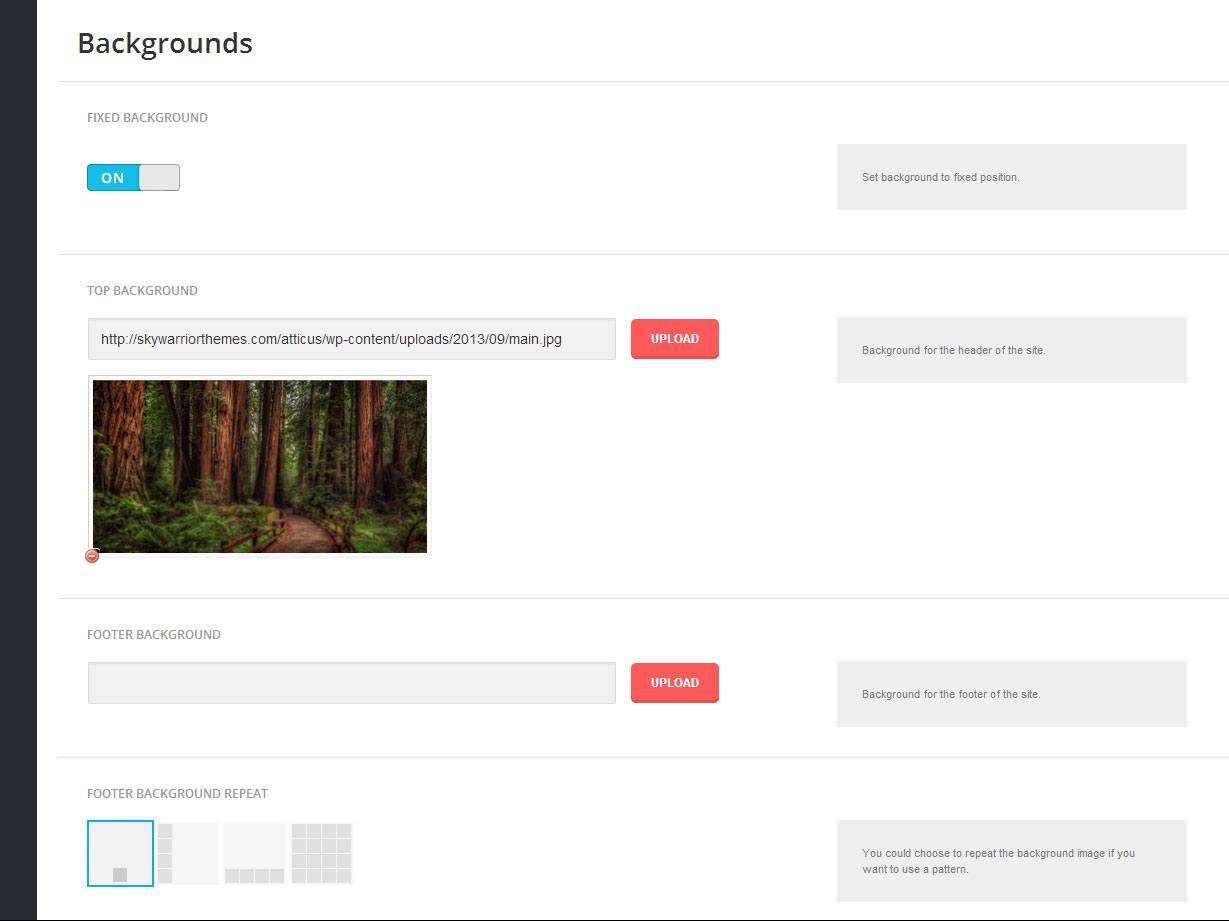 Backgrounds
FIXED BACKGROUND
ON
Set background to fixed position.
TOP BACKGROUND
http://skywarriorthemes.com/atticus/wp-content/uploads/2013/09/main.jpg
UPLOAD
Background for the header of the site.
FOOTER BACKGROUND
UPLOAD
Background for the footer of the site.
FOOTER BACKGROUND REPEAT
You could choose to repeat the background image if you
want to use a pattern.